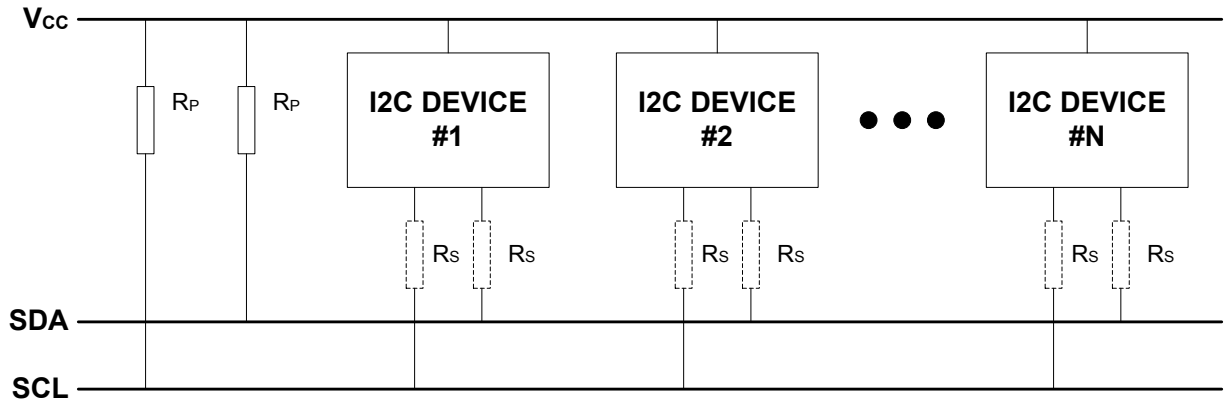 VCC
RP
RP
I2C DEVICE
#1
I2C DEVICE
#2
I2C DEVICE
#N
RS
RS
RS
RS
RS
RS
SDA
SCL